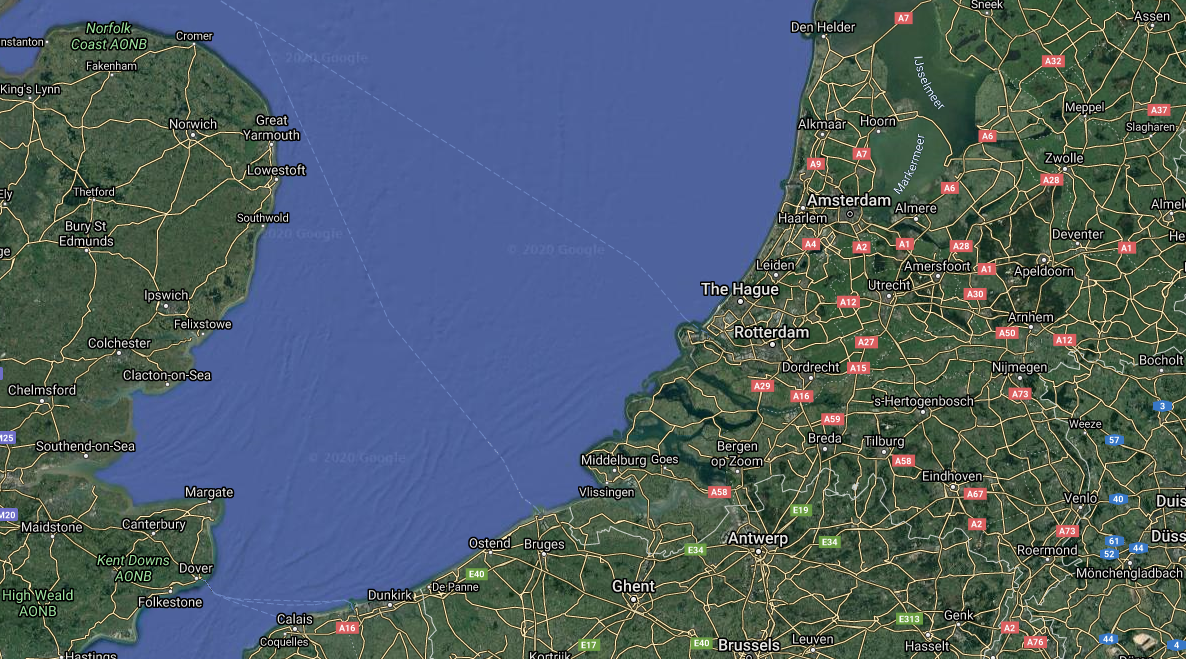 Norfolk
Coast AONB
Cromer
Den Helder
A7
Sneek
Assen
nstanton
Fakenham
2020 Google
IJsselmeer
A32
King's Lynn
Norwich
Great
Yarmouth
Alkmaar
Hoorn
Meppel
A37
Slagharen
A6
A7
A9
Markermeer
Zwolle
Lowestoft
A28
A6
Ely
Thetford
Amsterdam
Almere
Almel
Haarlem
Southwold
Bury St
Edmunds
2020 Google
© 2020 Google
Deventer
He
ge
A4
A2
A1
A28
A1
Leiden
Amersfoort
A1
Apeldoorn
The Hague
Utrecht
A30
A12
Ipswich
Felixstowe
Rotterdam
Arnhem
A50
A12
A27
Colchester
Bocholt
Dordrecht
A15
Nijmegen
Clacton-on-Sea
A29
A16
A73
Chelmsford
's-Hertogenbosch
3
A59
Weeze
M25
Southend-on-Sea
Bergen
op Zoom
Breda
Tilburg
57
2020 Google
Middelburg
Goes
A58
Eindhoven
Margate
Vlissingen
A58
A67
Venlo
40
Duis
M20
E19
Maidstone
Canterbury
A2
A73
Antwerp
E34
61
Düss
Ostend
Bruges
E34
Roermond
52
44
Kent Downs
AONB
Dover
E40
Mönchengladbach
De Panne
Ghent
High Weald
AONB
Folkestone
Dunkirk
Calais
A16
E313
Genk
A2
Coquelles
E17
E40
Brussels
Leuven
Hasselt
A76
44
4
Hastings
Kortrijk